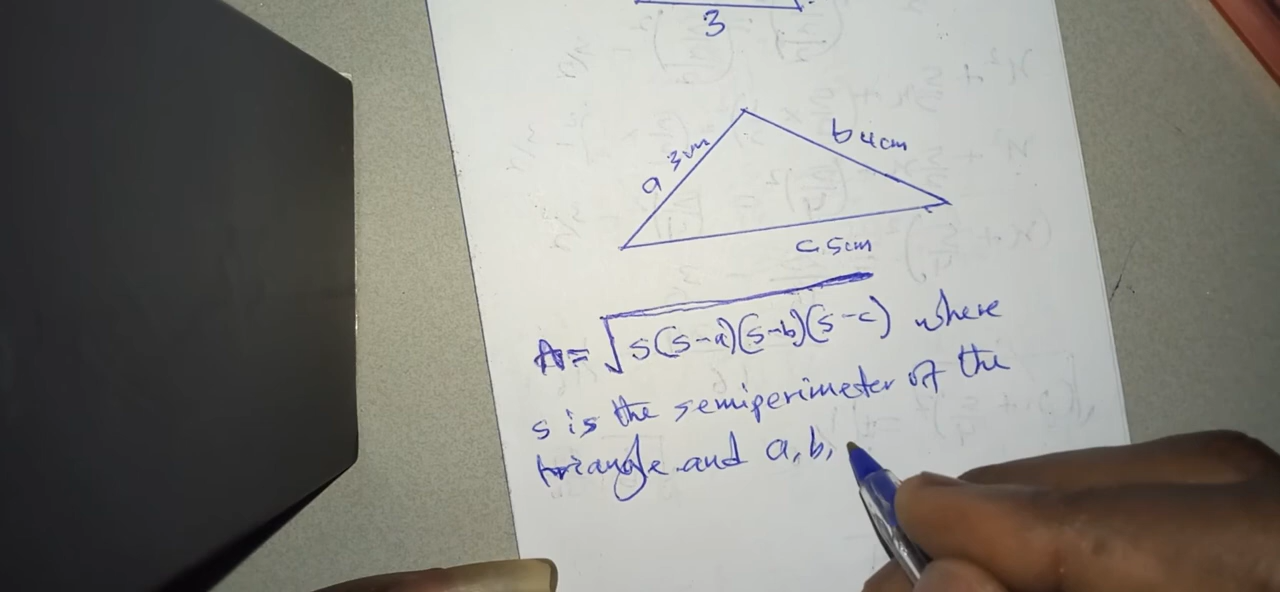 3
a 3cm
b 4cm
c 5cm
A = √s(s-a)(s-b)(s-c) where
s is the semiperimeter of the
triangle and a, b,